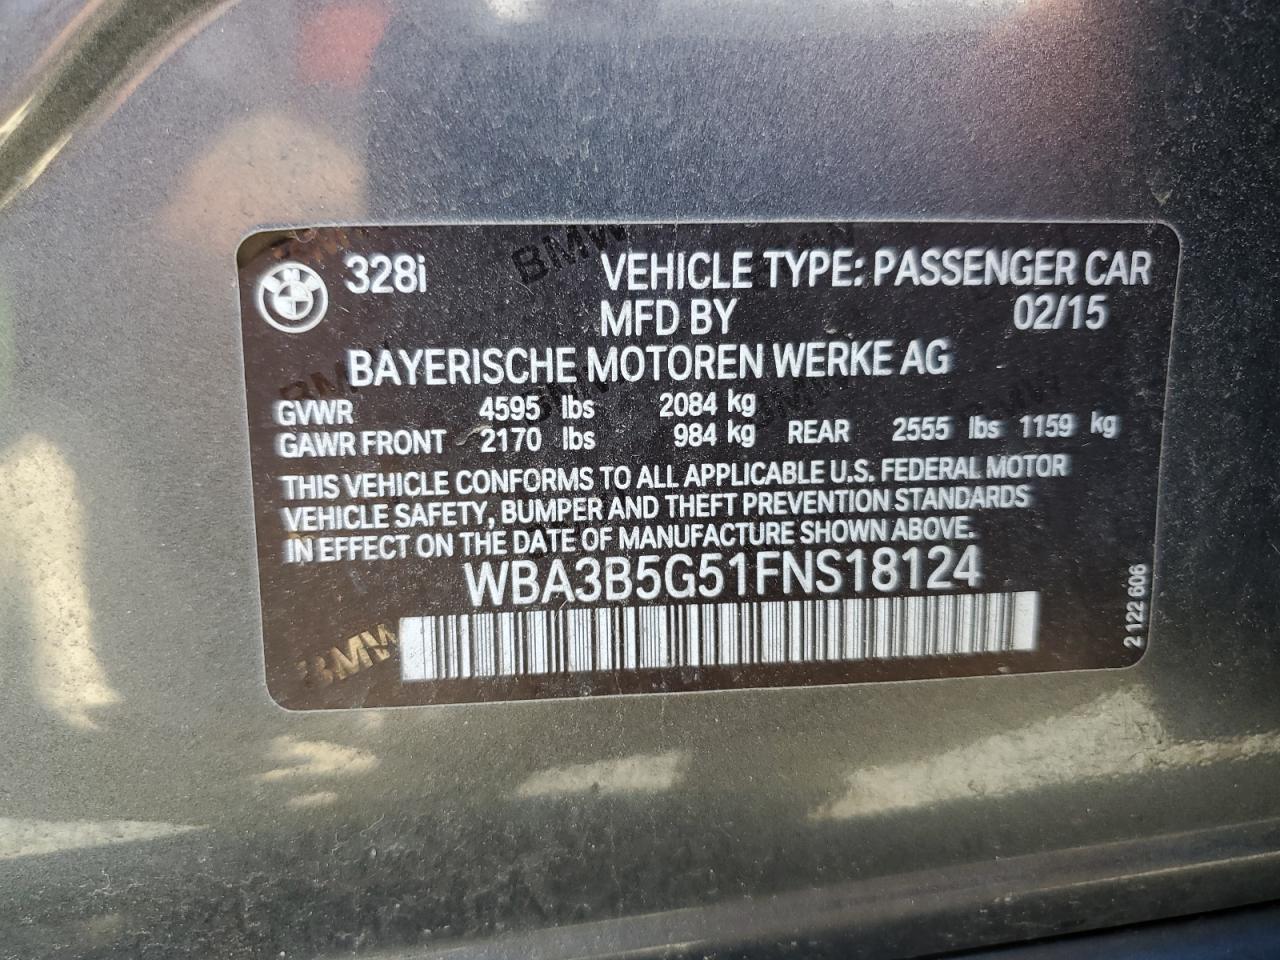 328i VEHICLE TYPE: PASSENGER CAR
MFD BY 02/15
BAYERISCHE MOTOREN WERKE AG
GVWR 4595 lbs 2084 kg
GAWR FRONT 2170 lbs 984 kg REAR 2555 lbs 1159 kg
THIS VEHICLE CONFORMS TO ALL APPLICABLE U.S. FEDERAL MOTOR
VEHICLE SAFETY, BUMPER AND THEFT PREVENTION STANDARDS
IN EFFECT ON THE DATE OF MANUFACTURE SHOWN ABOVE.
WBA3B5G51FNS18124
BMW
2 122 606